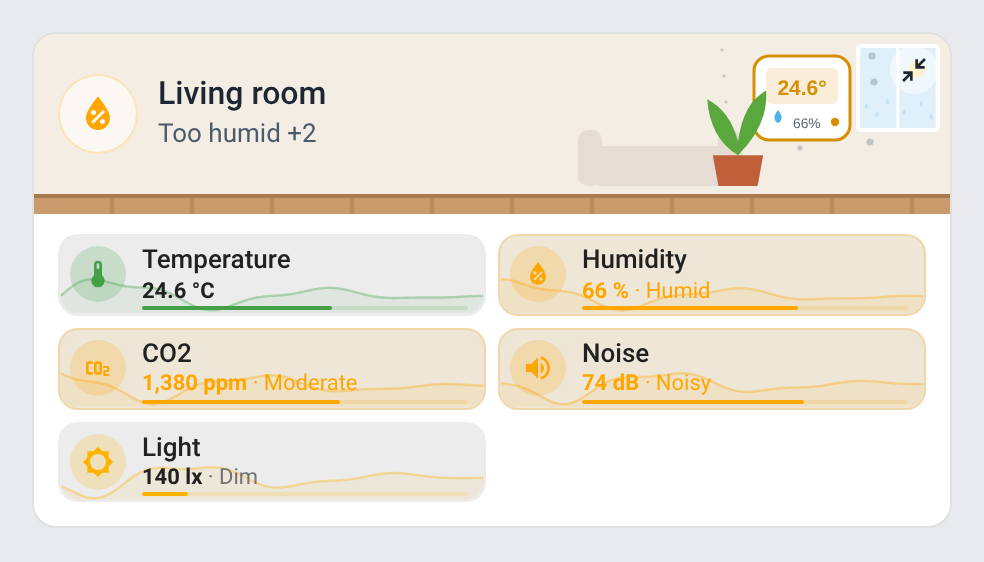 Living room
Too humid +2
24.6°
66%
Temperature
24.6 °C
Humidity
66 % · Humid
CO2
CO2
1,380 ppm · Moderate
Noise
74 dB · Noisy
Light
140 lx · Dim